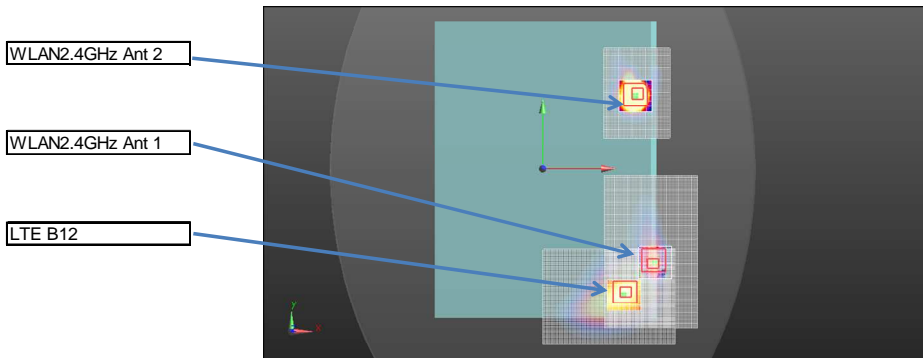 WLAN2.4GHz Ant 2
WLAN2.4GHz Ant 1
LTE B12
y
x